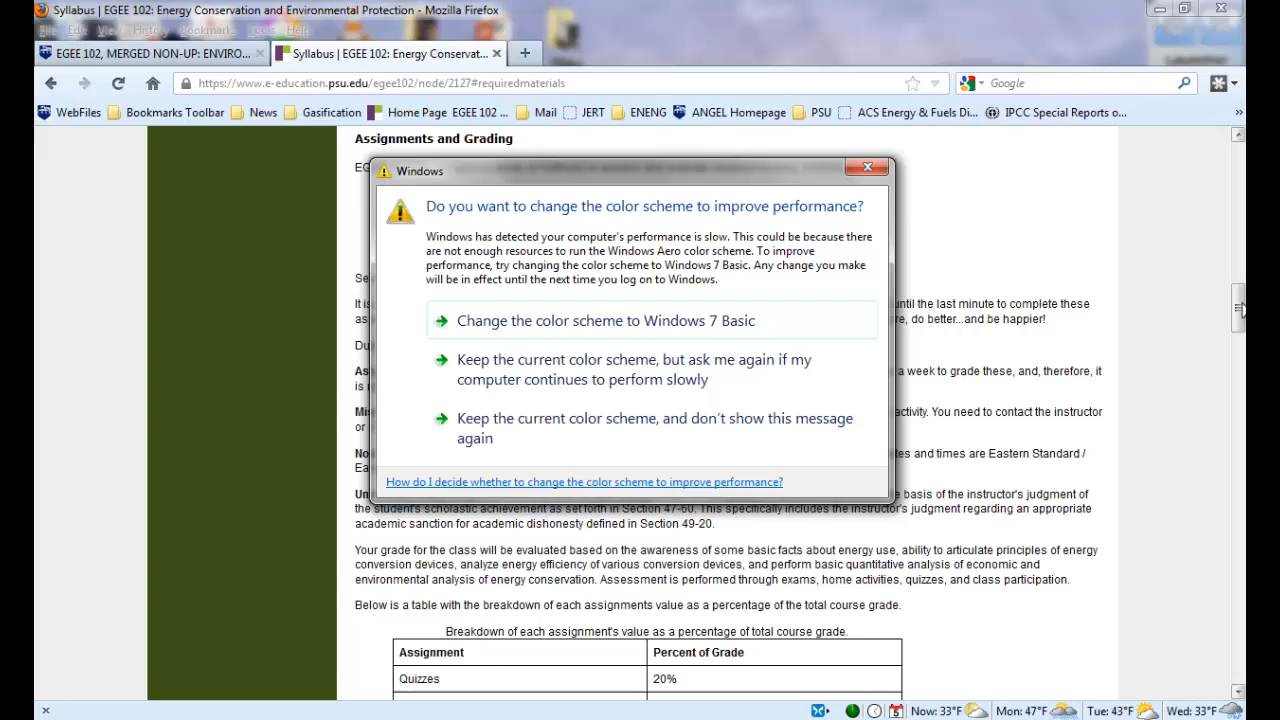 Syllabus | EGEE 102: Energy Conservation and Environmental Protection - Mozilla Firefox
File Edit View History Bookmarks Tools Help
EGEE 102, MERGED NON-UP: ENVIRO... × Syllabus | EGEE 102: Energy Conservat... × +
https://www.e-education.psu.edu/egee102/node/2127#requiredmaterials Google
WebFiles Bookmarks Toolbar News Gasification Home Page EGEE 102 ... Mail JERT ENENG ANGEL Homepage PSU ACS Energy & Fuels Di... IPCC Special Reports o... »
Assignments and Grading
Windows
Do you want to change the color scheme to improve performance?
Windows has detected your computer's performance is slow. This could be because there
are not enough resources to run the Windows Aero color scheme. To improve
performance, try changing the color scheme to Windows 7 Basic. Any change you make
will be in effect until the next time you log on to Windows.
Change the color scheme to Windows 7 Basic
Keep the current color scheme, but ask me again if my
computer continues to perform slowly
Keep the current color scheme, and don't show this message
again
How do I decide whether to change the color scheme to improve performance?
It is until the last minute to complete these
as , do better...and be happier!
a week to grade these, and, therefore, it
is
activity. You need to contact the instructor
or
and times are Eastern Standard /
basis of the instructor's judgment of
the student's scholastic achievement as set forth in Section 47-60. This specifically includes the instructor's judgment regarding an appropriate
academic sanction for academic dishonesty defined in Section 49-20.
Your grade for the class will be evaluated based on the awareness of some basic facts about energy use, ability to articulate principles of energy
conversion devices, analyze energy efficiency of various conversion devices, and perform basic quantitative analysis of economic and
environmental analysis of energy conservation. Assessment is performed through exams, home activities, quizzes, and class participation.
Below is a table with the breakdown of each assignments value as a percentage of the total course grade.
Breakdown of each assignment's value as a percentage of total course grade.
Assignment Percent of Grade
Quizzes 20%
× Now: 33°F Mon: 47°F Tue: 43°F Wed: 33°F